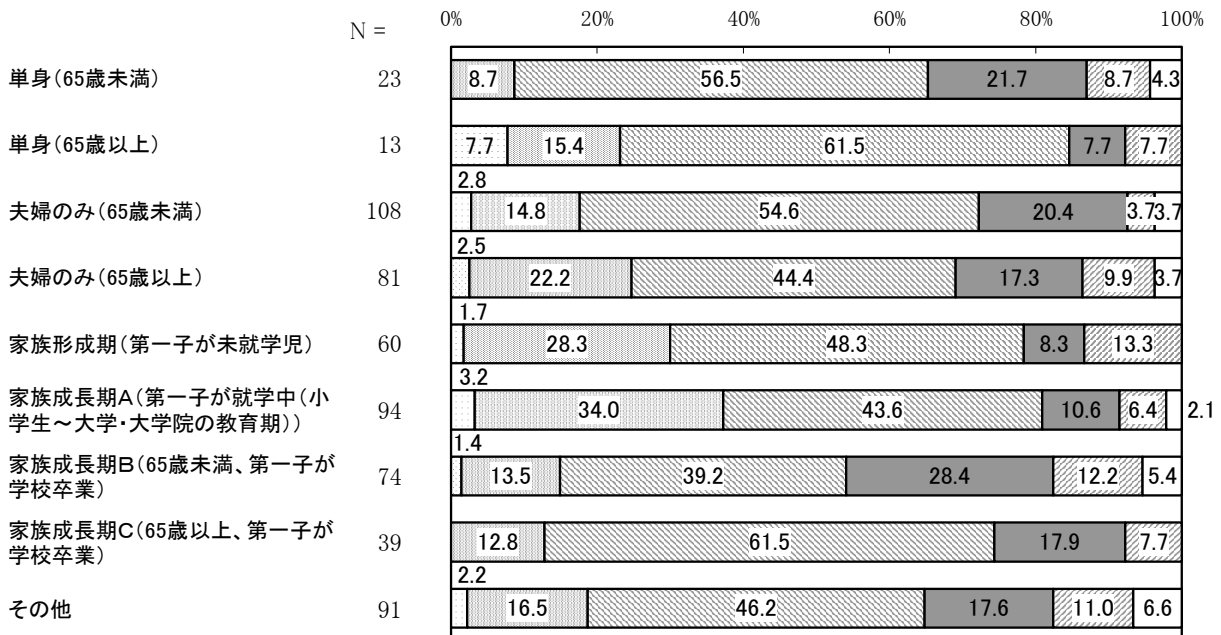 0% 20% 40% 60% 80% 100%
N =
単身(65歳未満) 23 8.7 56.5 21.7 8.7 4.3
単身(65歳以上) 13 7.7 15.4 61.5 7.7 7.7
2.8
夫婦のみ(65歳未満) 108 14.8 54.6 20.4 3.7 3.7
2.5
夫婦のみ(65歳以上) 81 22.2 44.4 17.3 9.9 3.7
1.7
家族形成期(第一子が未就学児) 60 28.3 48.3 8.3 13.3
3.2
家族成長期A(第一子が就学中(小
学生~大学・大学院の教育期)) 94 34.0 43.6 10.6 6.4 2.1
1.4
家族成長期B(65歳未満、第一子が
学校卒業) 74 13.5 39.2 28.4 12.2 5.4
家族成長期C(65歳以上、第一子が
学校卒業) 39 12.8 61.5 17.9 7.7
2.2
その他 91 16.5 46.2 17.6 11.0 6.6